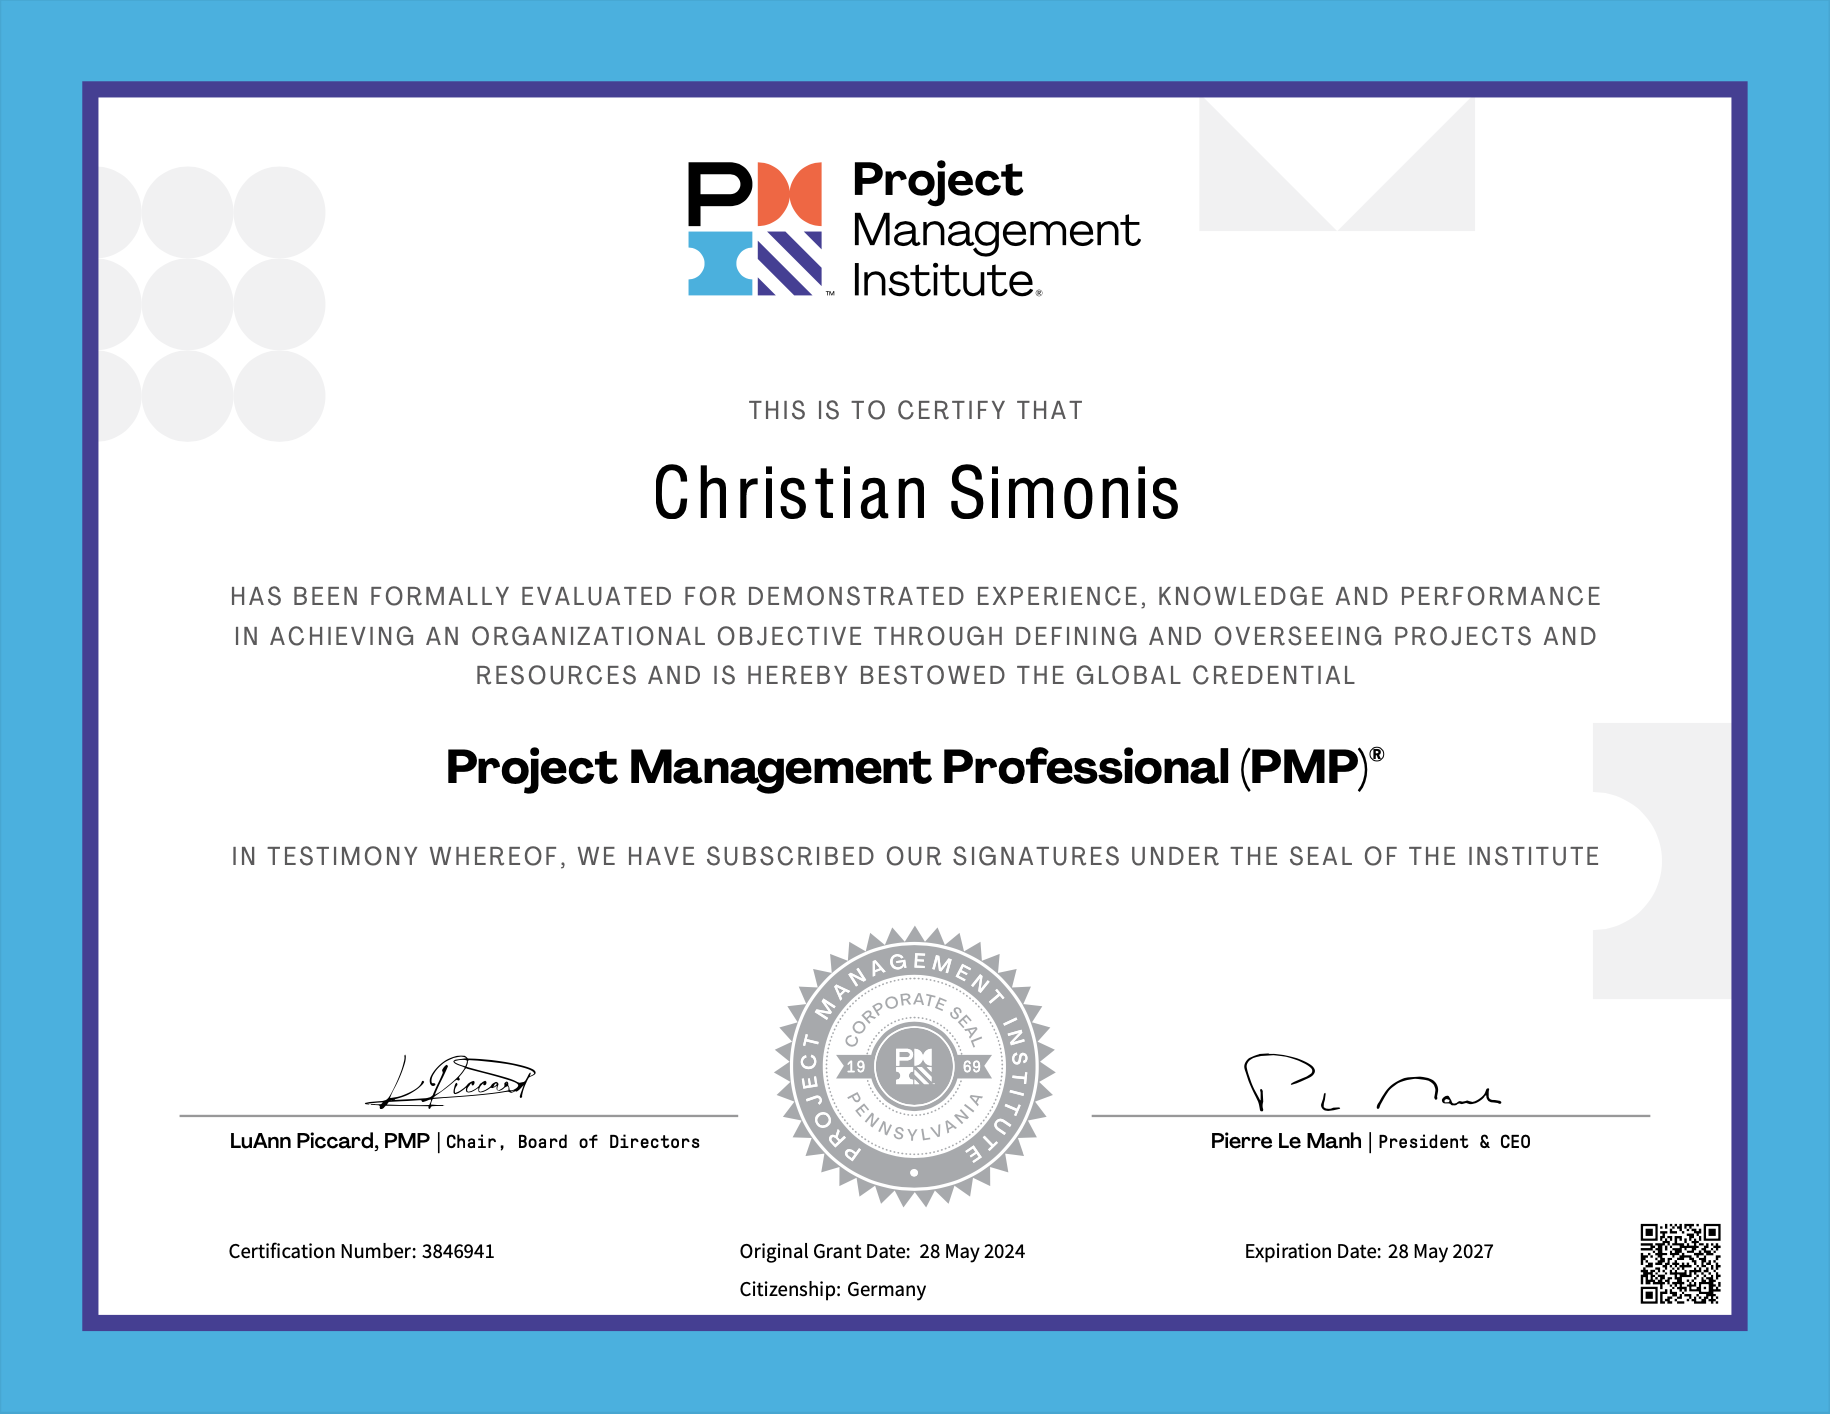 Project
Management
Institute.®
™
THIS IS TO CERTIFY THAT
Christian Simonis
HAS BEEN FORMALLY EVALUATED FOR DEMONSTRATED EXPERIENCE, KNOWLEDGE AND PERFORMANCE
IN ACHIEVING AN ORGANIZATIONAL OBJECTIVE THROUGH DEFINING AND OVERSEEING PROJECTS AND
RESOURCES AND IS HEREBY BESTOWED THE GLOBAL CREDENTIAL
Project Management Professional (PMP)®
IN TESTIMONY WHEREOF, WE HAVE SUBSCRIBED OUR SIGNATURES UNDER THE SEAL OF THE INSTITUTE
PROJECT MANAGEMENT INSTITUTE
CORPORATE SEAL
19 69
PENNSYLVANIA
L Piccard
P L Manh
LuAnn Piccard, PMP | Chair, Board of Directors
Pierre Le Manh | President & CEO
Certification Number: 3846941
Original Grant Date: 28 May 2024
Expiration Date: 28 May 2027
Citizenship: Germany